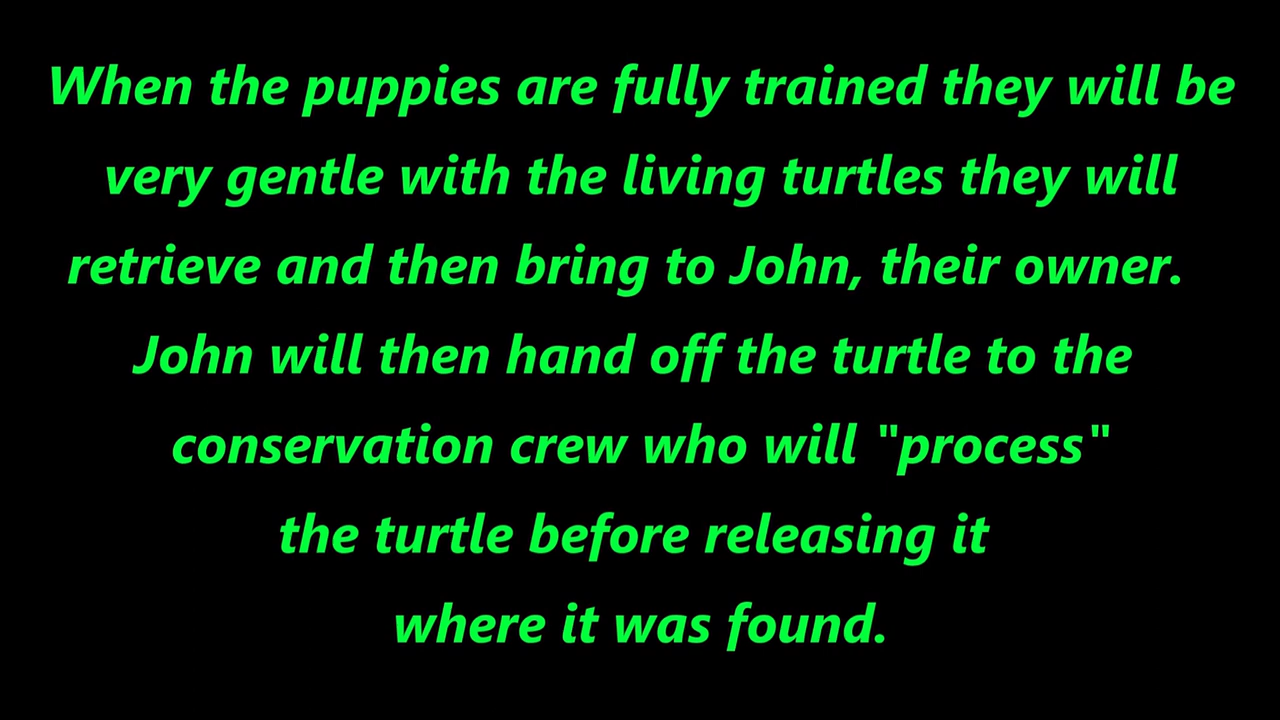 When the puppies are fully trained they will be
very gentle with the living turtles they will
retrieve and then bring to John, their owner.
John will then hand off the turtle to the
conservation crew who will "process"
the turtle before releasing it
where it was found.